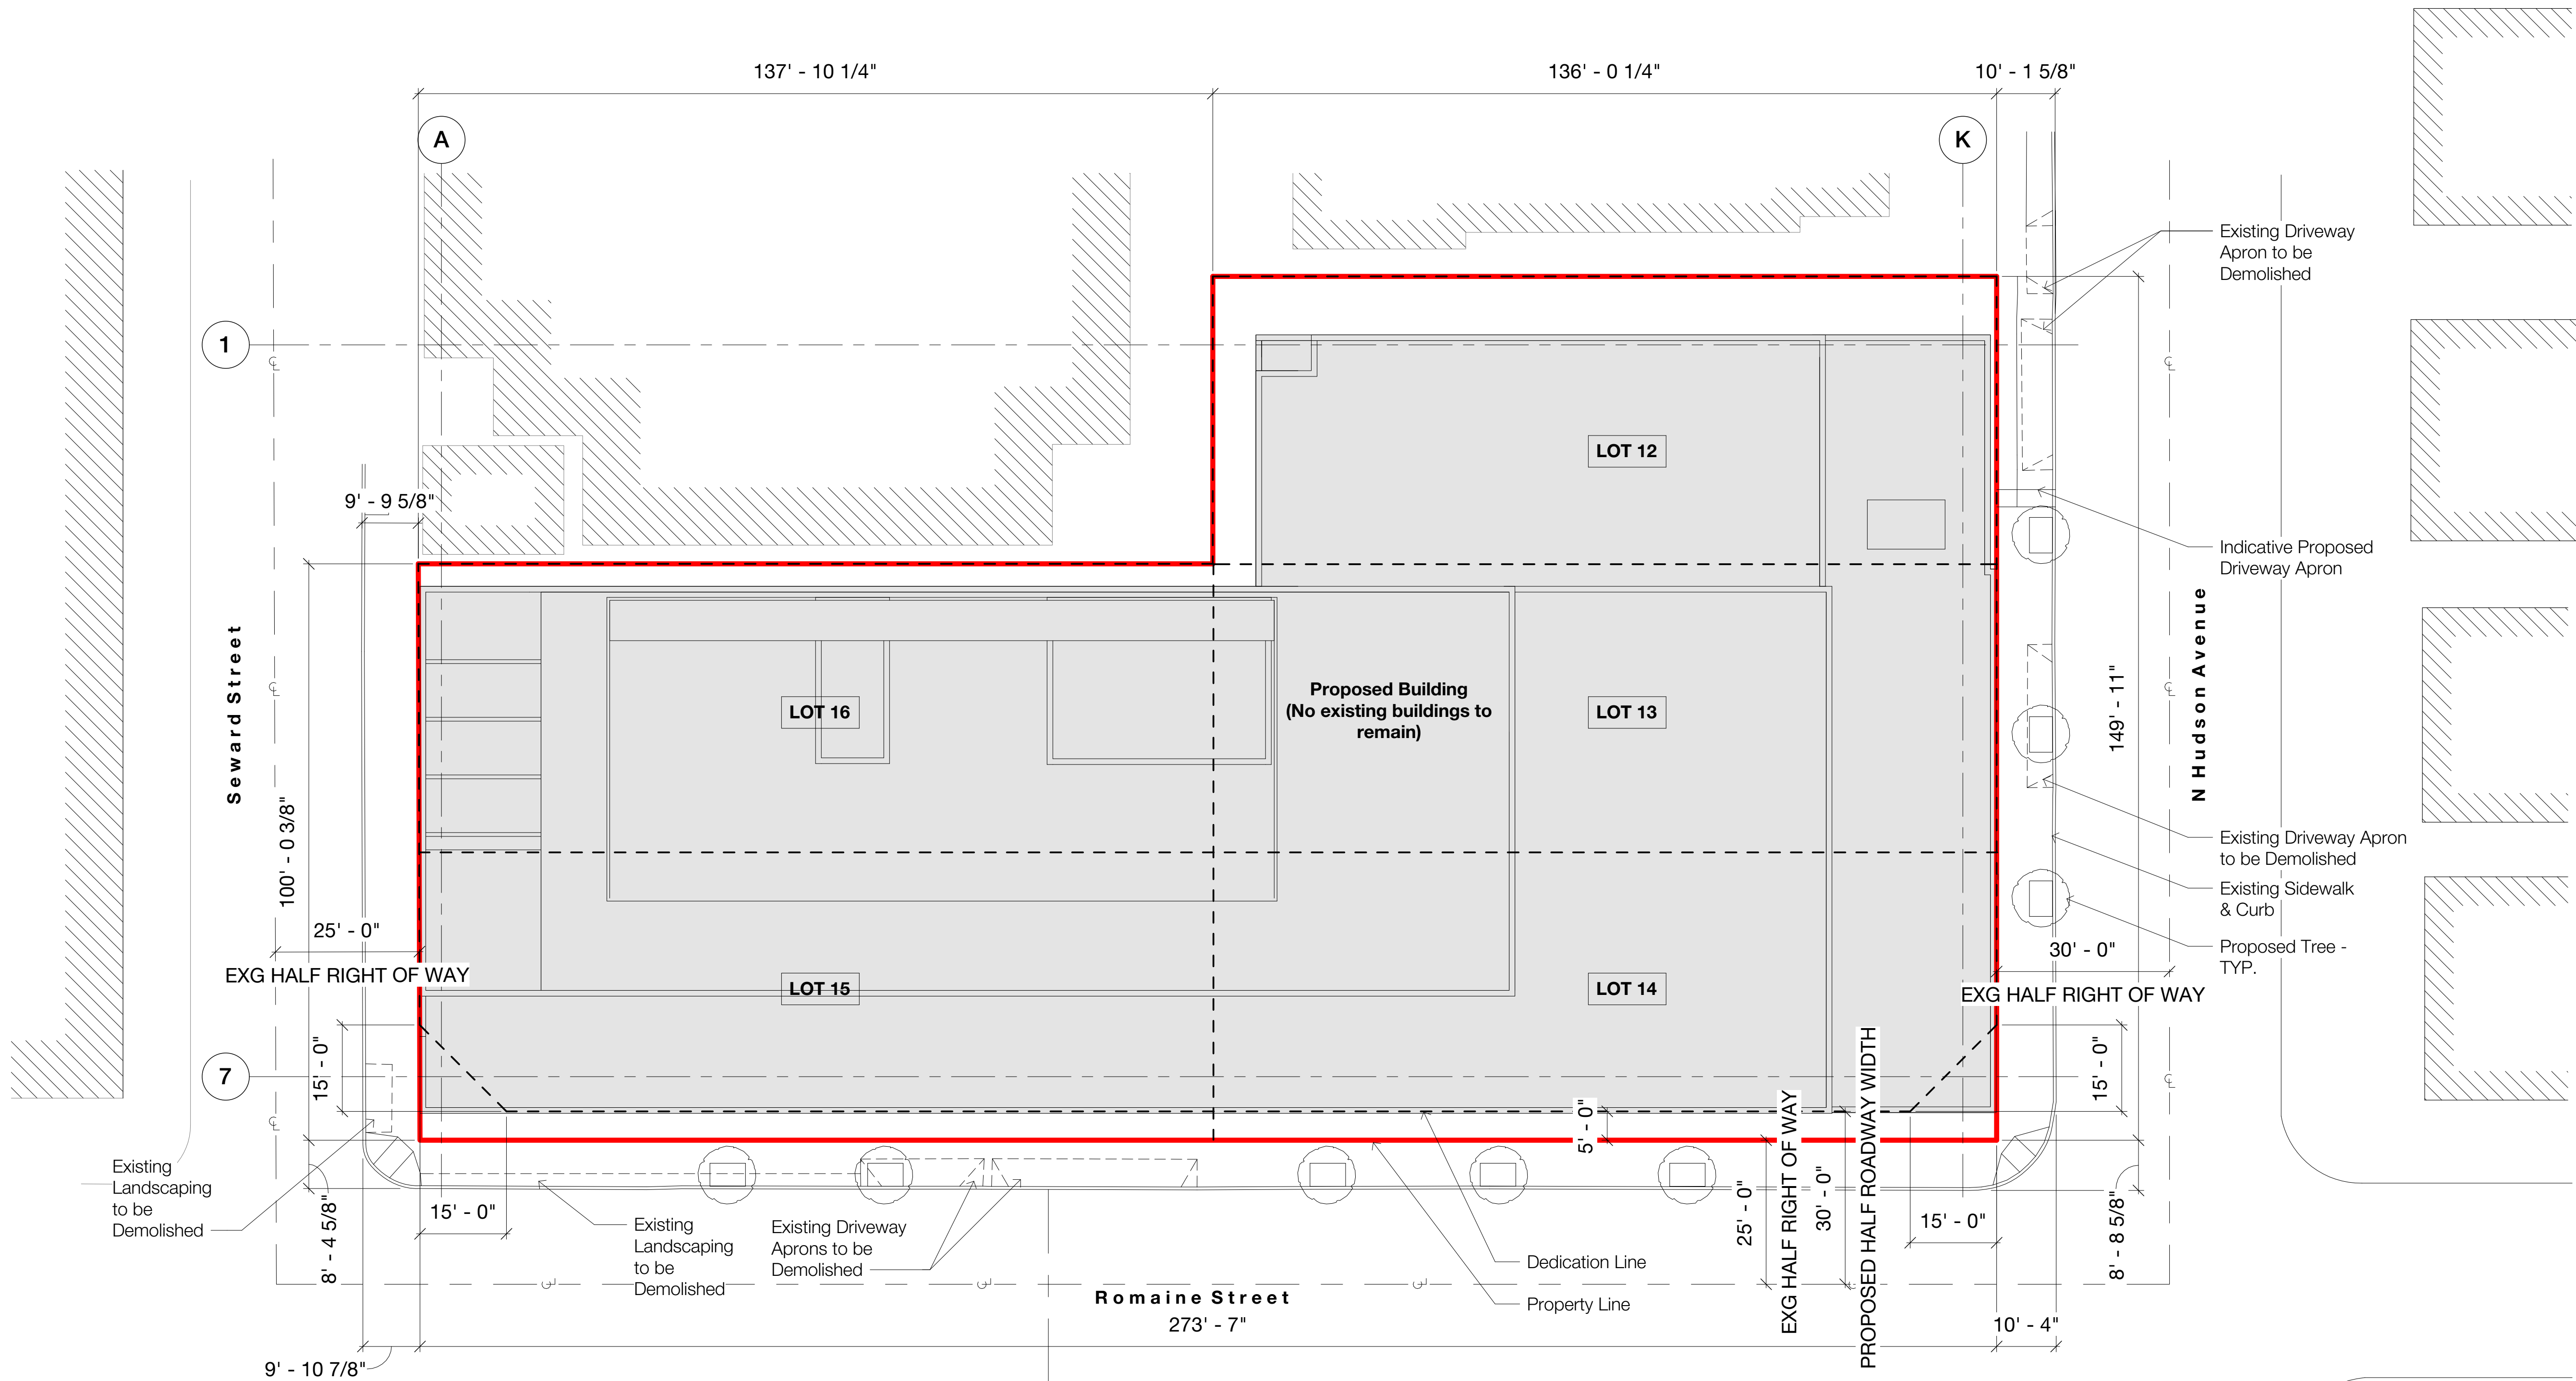 137' - 10 1/4"
136' - 0 1/4"
10' - 1 5/8"
A
K
Existing Driveway
Apron to be
Demolished
1
℄
℄
LOT 12
9' - 9 5/8"
Indicative Proposed
Driveway Apron
Seward Street
N Hudson Avenue
℄
℄
149' - 11"
Proposed Building
(No existing buildings to
remain)
LOT 16
LOT 13
100' - 0 3/8"
Existing Driveway Apron
to be Demolished
Existing Sidewalk
& Curb
Proposed Tree -
TYP.
25' - 0"
EXG HALF RIGHT OF WAY
30' - 0"
EXG HALF RIGHT OF WAY
LOT 15
LOT 14
15' - 0"
15' - 0"
7
℄
℄
5' - 0"
25' - 0"
EXG HALF RIGHT OF WAY
30' - 0"
PROPOSED HALF ROADWAY WIDTH
Existing
Landscaping
to be
Demolished
8' - 4 5/8"
15' - 0"
Existing
Landscaping
to be
Demolished
Existing Driveway
Aprons to be
Demolished
15' - 0"
8' - 8 5/8"
Dedication Line
Property Line
℄
℄
℄
℄
Romaine Street
273' - 7"
10' - 4"
9' - 10 7/8"